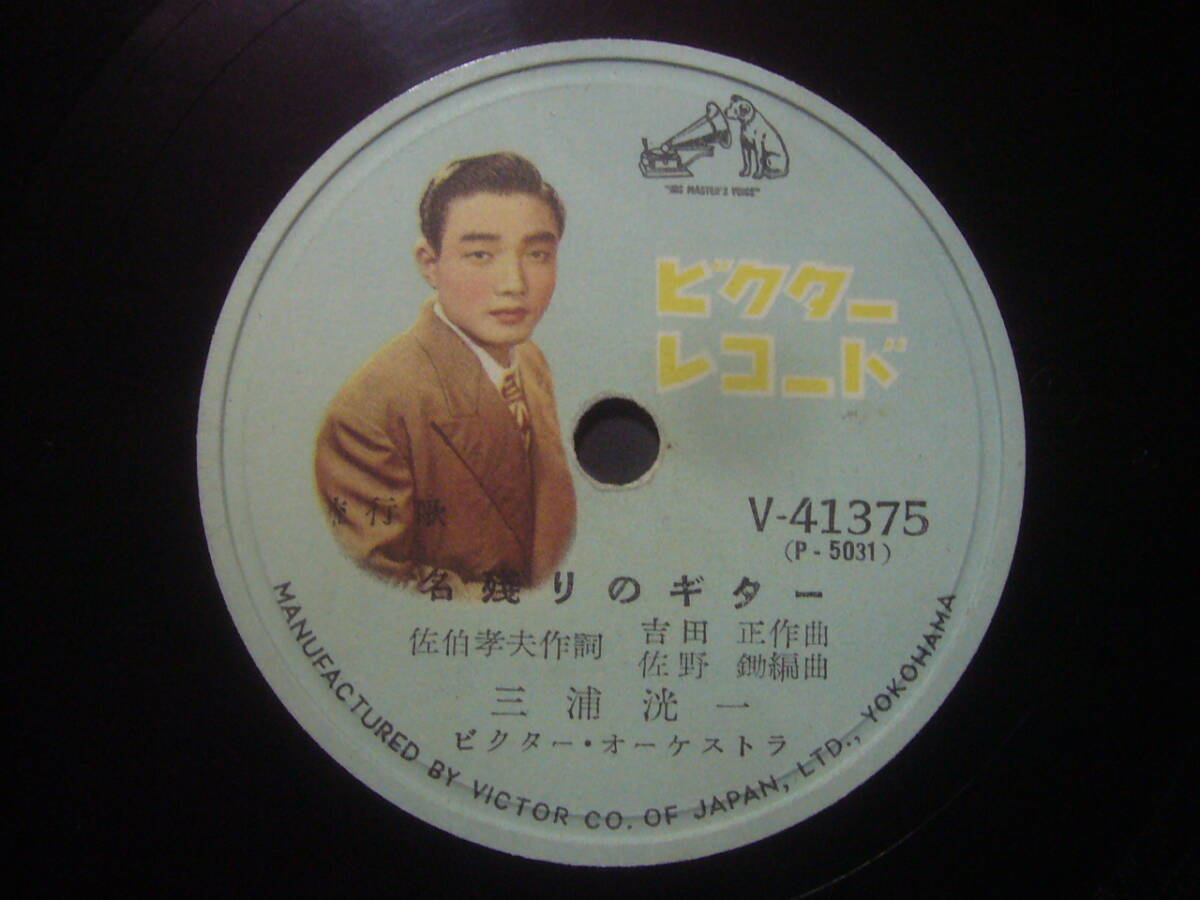 "HIS MASTER'S VOICE"
ビクター
レコード
V-41375
(P-5031)
流行歌
名残りのギター
佐伯孝夫作詞
吉田 正作曲
佐野 鋤編曲
三浦洸一
ビクター・オーケストラ
MANUFACTURED BY VICTOR CO. OF JAPAN, LTD., YOKOHAMA